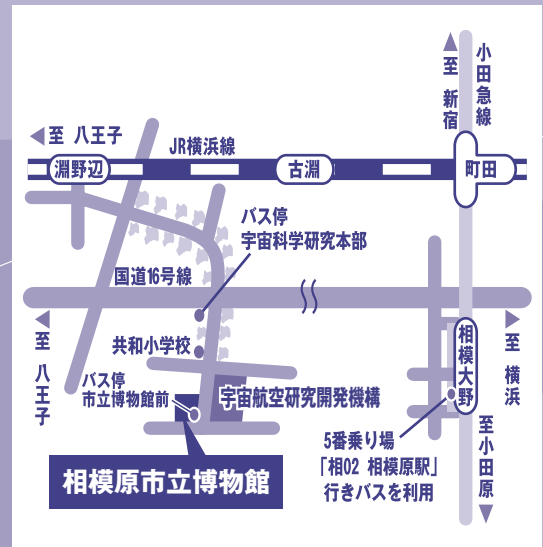 至 新宿
小田急線
至 八王子
JR横浜線
淵野辺
古淵
町田
バス停
宇宙科学研究本部
国道16号線
至 八王子
共和小学校
バス停
市立博物館前
宇宙航空研究開発機構
相模大野
至 横浜
5番乗り場
「相02 相模原駅」
行きバスを利用
至小田原
相模原市立博物館